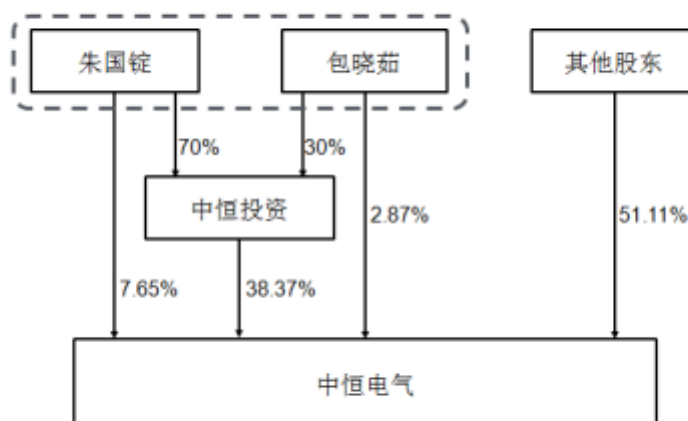 朱国锭
包晓茹
其他股东
70%
30%
中恒投资
2.87%
51.11%
7.65%
38.37%
中恒电气